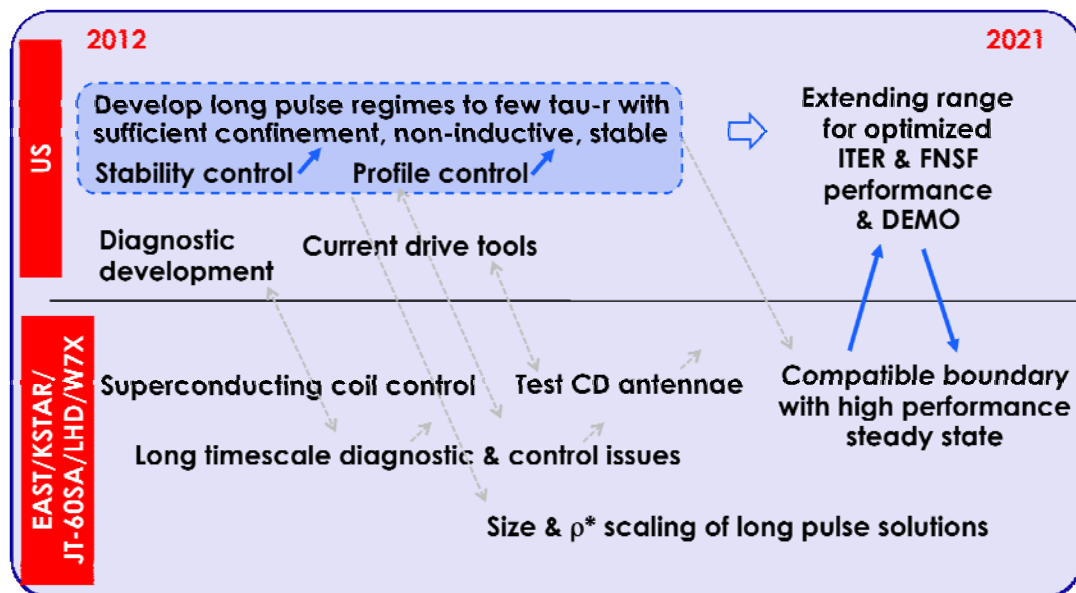 2012
2021
US
Develop long pulse regimes to few tau-r with
sufficient confinement, non-inductive, stable
Stability control
Profile control
Extending range
for optimized
ITER & FNSF
performance
& DEMO
Diagnostic
development
Current drive tools
EAST/KSTAR/
JT-60SA/LHD/W7X
Superconducting coil control
Test CD antennae
Compatible boundary
with high performance
steady state
Long timescale diagnostic & control issues
Size & ρ* scaling of long pulse solutions